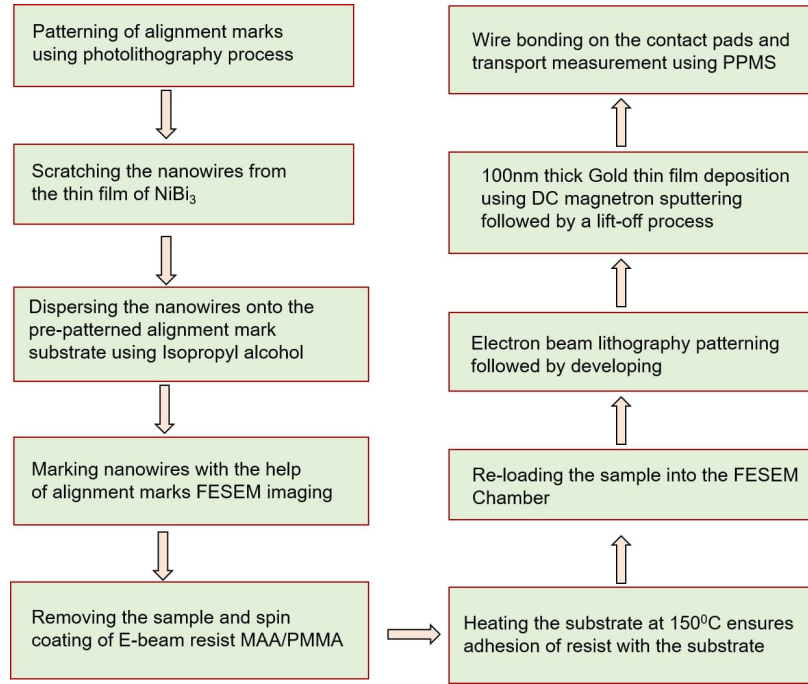 Patterning of alignment marks
using photolithography process
Scratching the nanowires from
the thin film of NiBi₃
Dispersing the nanowires onto the
pre-patterned alignment mark
substrate using Isopropyl alcohol
Marking nanowires with the help
of alignment marks FESEM imaging
Removing the sample and spin
coating of E-beam resist MAA/PMMA
Heating the substrate at 150⁰C ensures
adhesion of resist with the substrate
Re-loading the sample into the FESEM
Chamber
Electron beam lithography patterning
followed by developing
100nm thick Gold thin film deposition
using DC magnetron sputtering
followed by a lift-off process
Wire bonding on the contact pads and
transport measurement using PPMS